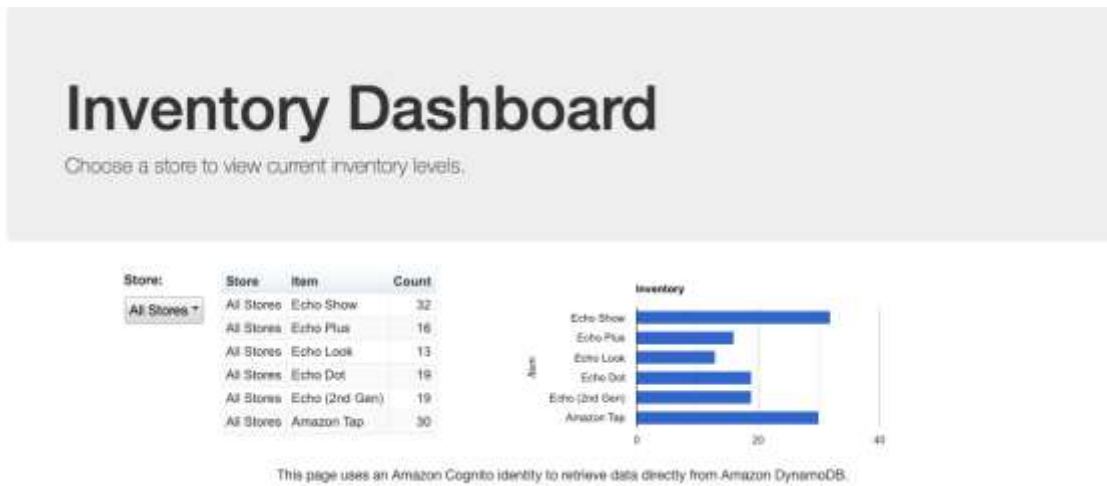 Inventory Dashboard
Choose a store to view current inventory levels.
Store:
All Stores
Store Item Count
All Stores Echo Show 32
All Stores Echo Plus 16
All Stores Echo Look 13
All Stores Echo Dot 19
All Stores Echo (2nd Gen) 19
All Stores Amazon Tap 30
Inventory
Item
Echo Show
Echo Plus
Echo Look
Echo Dot
Echo (2nd Gen)
Amazon Tap
0 20 40
This page uses an Amazon Cognito identity to retrieve data directly from Amazon DynamoDB.